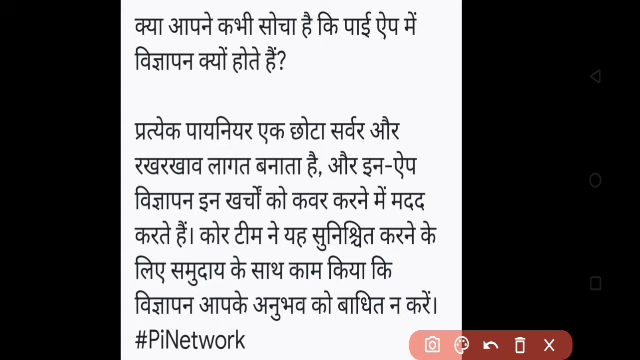 क्या आपने कभी सोचा है कि पाई ऐप में
विज्ञापन क्यों होते हैं?
प्रत्येक पायनियर एक छोटा सर्वर और
रखरखाव लागत बनाता है, और इन-ऐप
विज्ञापन इन खर्चों को कवर करने में मदद
करते हैं। कोर टीम ने यह सुनिश्चित करने के
लिए समुदाय के साथ काम किया कि
विज्ञापन आपके अनुभव को बाधित न करें।
#PiNetwork